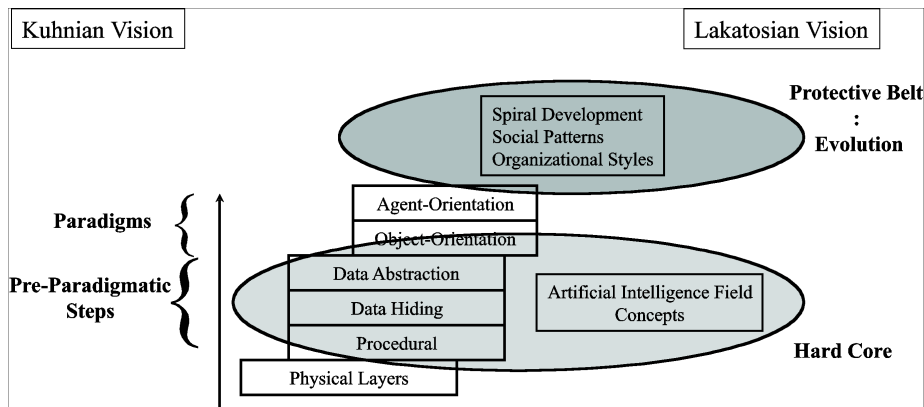 Kuhnian Vision
Lakatosian Vision
Protective Belt
:
Evolution
Spiral Development
Social Patterns
Organizational Styles
Paradigms
Agent-Orientation
Object-Orientation
Pre-Paradigmatic
Steps
Data Abstraction
Data Hiding
Procedural
Physical Layers
Artificial Intelligence Field
Concepts
Hard Core